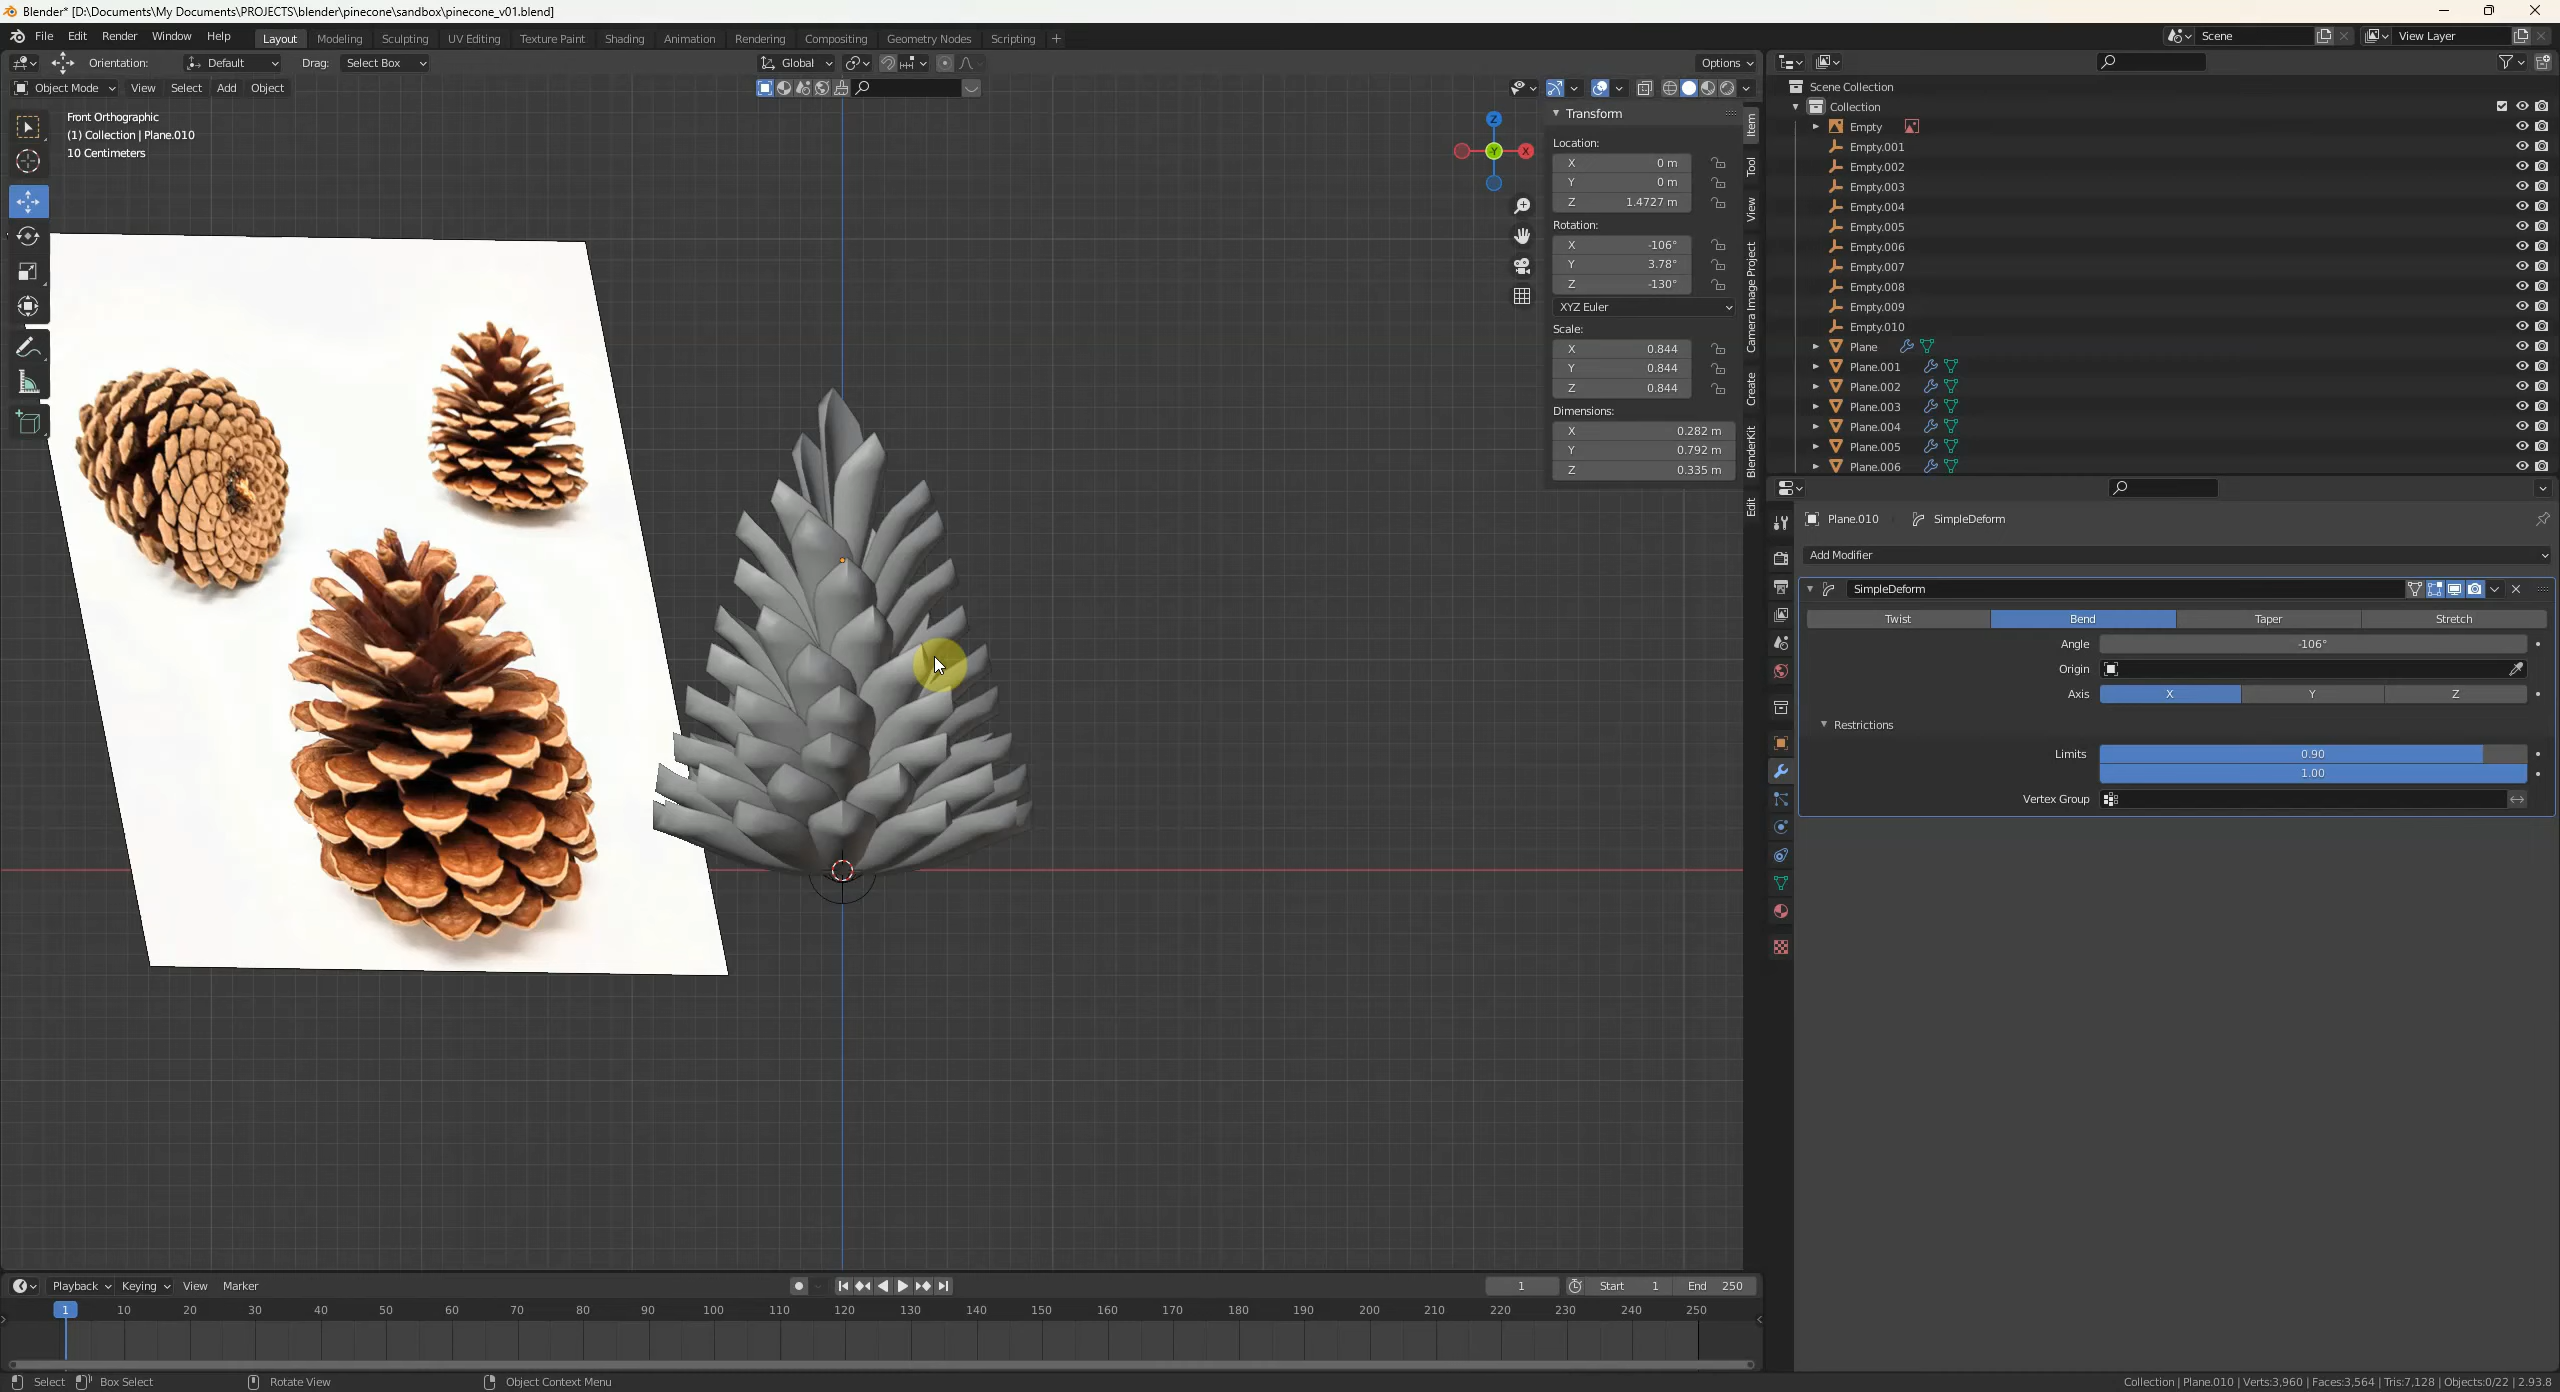 Blender* [D:\Documents\My Documents\PROJECTS\blender\pinecone\sandbox\pinecone_v01.blend]
File Edit Render Window Help Layout Modeling Sculpting UV Editing Texture Paint Shading Animation Rendering Compositing Geometry Nodes Scripting + Scene View Layer
Orientation: Default Drag: Select Box Global Options
Object Mode View Select Add Object
Front Orthographic
(1) Collection | Plane.010
10 Centimeters
Z
Y
X
Transform
Location:
X 0 m
Y 0 m
Z 1.4727 m
Rotation:
X -106°
Y 3.78°
Z -130°
XYZ Euler
Scale:
X 0.844
Y 0.844
Z 0.844
Dimensions:
X 0.282 m
Y 0.792 m
Z 0.335 m
Item
Tool
View
Camera Image Project
Create
BlenderKit
Edit
Scene Collection
Collection
Empty
Empty.001
Empty.002
Empty.003
Empty.004
Empty.005
Empty.006
Empty.007
Empty.008
Empty.009
Empty.010
Plane
Plane.001
Plane.002
Plane.003
Plane.004
Plane.005
Plane.006
Plane.010 SimpleDeform
Add Modifier
SimpleDeform
Twist Bend Taper Stretch
Angle -106°
Origin
Axis X Y Z
Restrictions
Limits 0.90
1.00
Vertex Group
Playback Keying View Marker 1 Start 1 End 250
1 10 20 30 40 50 60 70 80 90 100 110 120 130 140 150 160 170 180 190 200 210 220 230 240 250
Select Box Select Rotate View Object Context Menu Collection | Plane.010 | Verts:3,960 | Faces:3,564 | Tris:7,128 | Objects:0/22 | 2.93.8